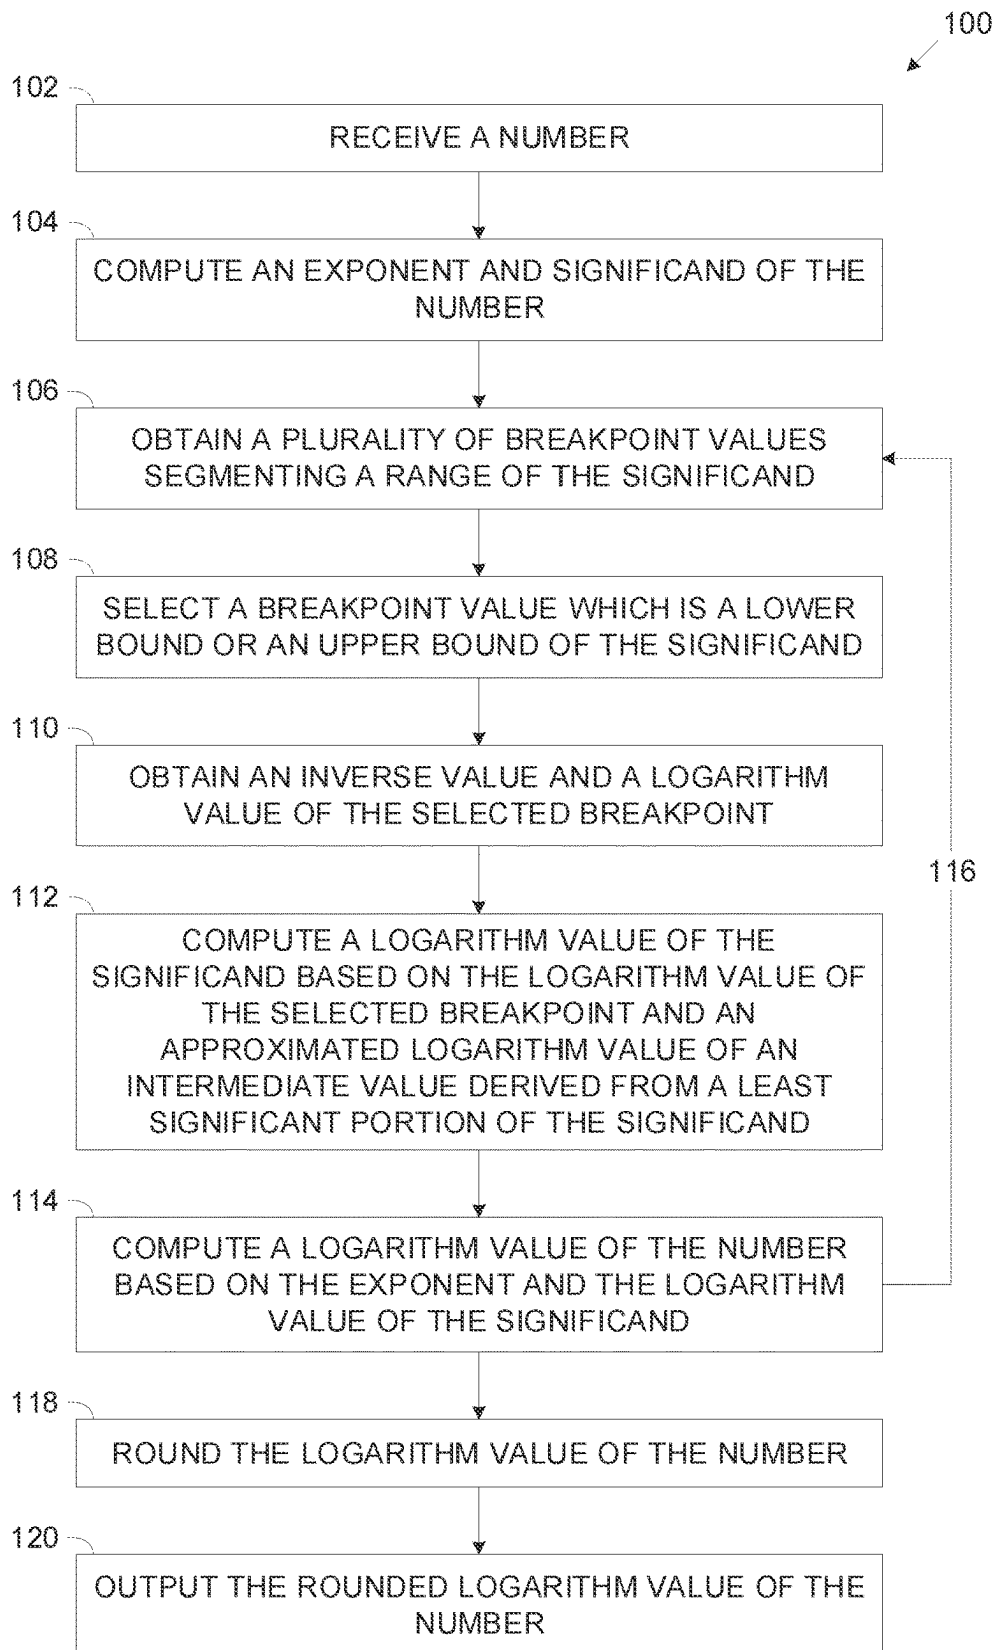 100
102
RECEIVE A NUMBER
104
COMPUTE AN EXPONENT AND SIGNIFICAND OF THE
NUMBER
106
OBTAIN A PLURALITY OF BREAKPOINT VALUES
SEGMENTING A RANGE OF THE SIGNIFICAND
108
SELECT A BREAKPOINT VALUE WHICH IS A LOWER
BOUND OR AN UPPER BOUND OF THE SIGNIFICAND
110
OBTAIN AN INVERSE VALUE AND A LOGARITHM
VALUE OF THE SELECTED BREAKPOINT
116
112
COMPUTE A LOGARITHM VALUE OF THE
SIGNIFICAND BASED ON THE LOGARITHM VALUE OF
THE SELECTED BREAKPOINT AND AN
APPROXIMATED LOGARITHM VALUE OF AN
INTERMEDIATE VALUE DERIVED FROM A LEAST
SIGNIFICANT PORTION OF THE SIGNIFICAND
114
COMPUTE A LOGARITHM VALUE OF THE NUMBER
BASED ON THE EXPONENT AND THE LOGARITHM
VALUE OF THE SIGNIFICAND
118
ROUND THE LOGARITHM VALUE OF THE NUMBER
120
OUTPUT THE ROUNDED LOGARITHM VALUE OF THE
NUMBER